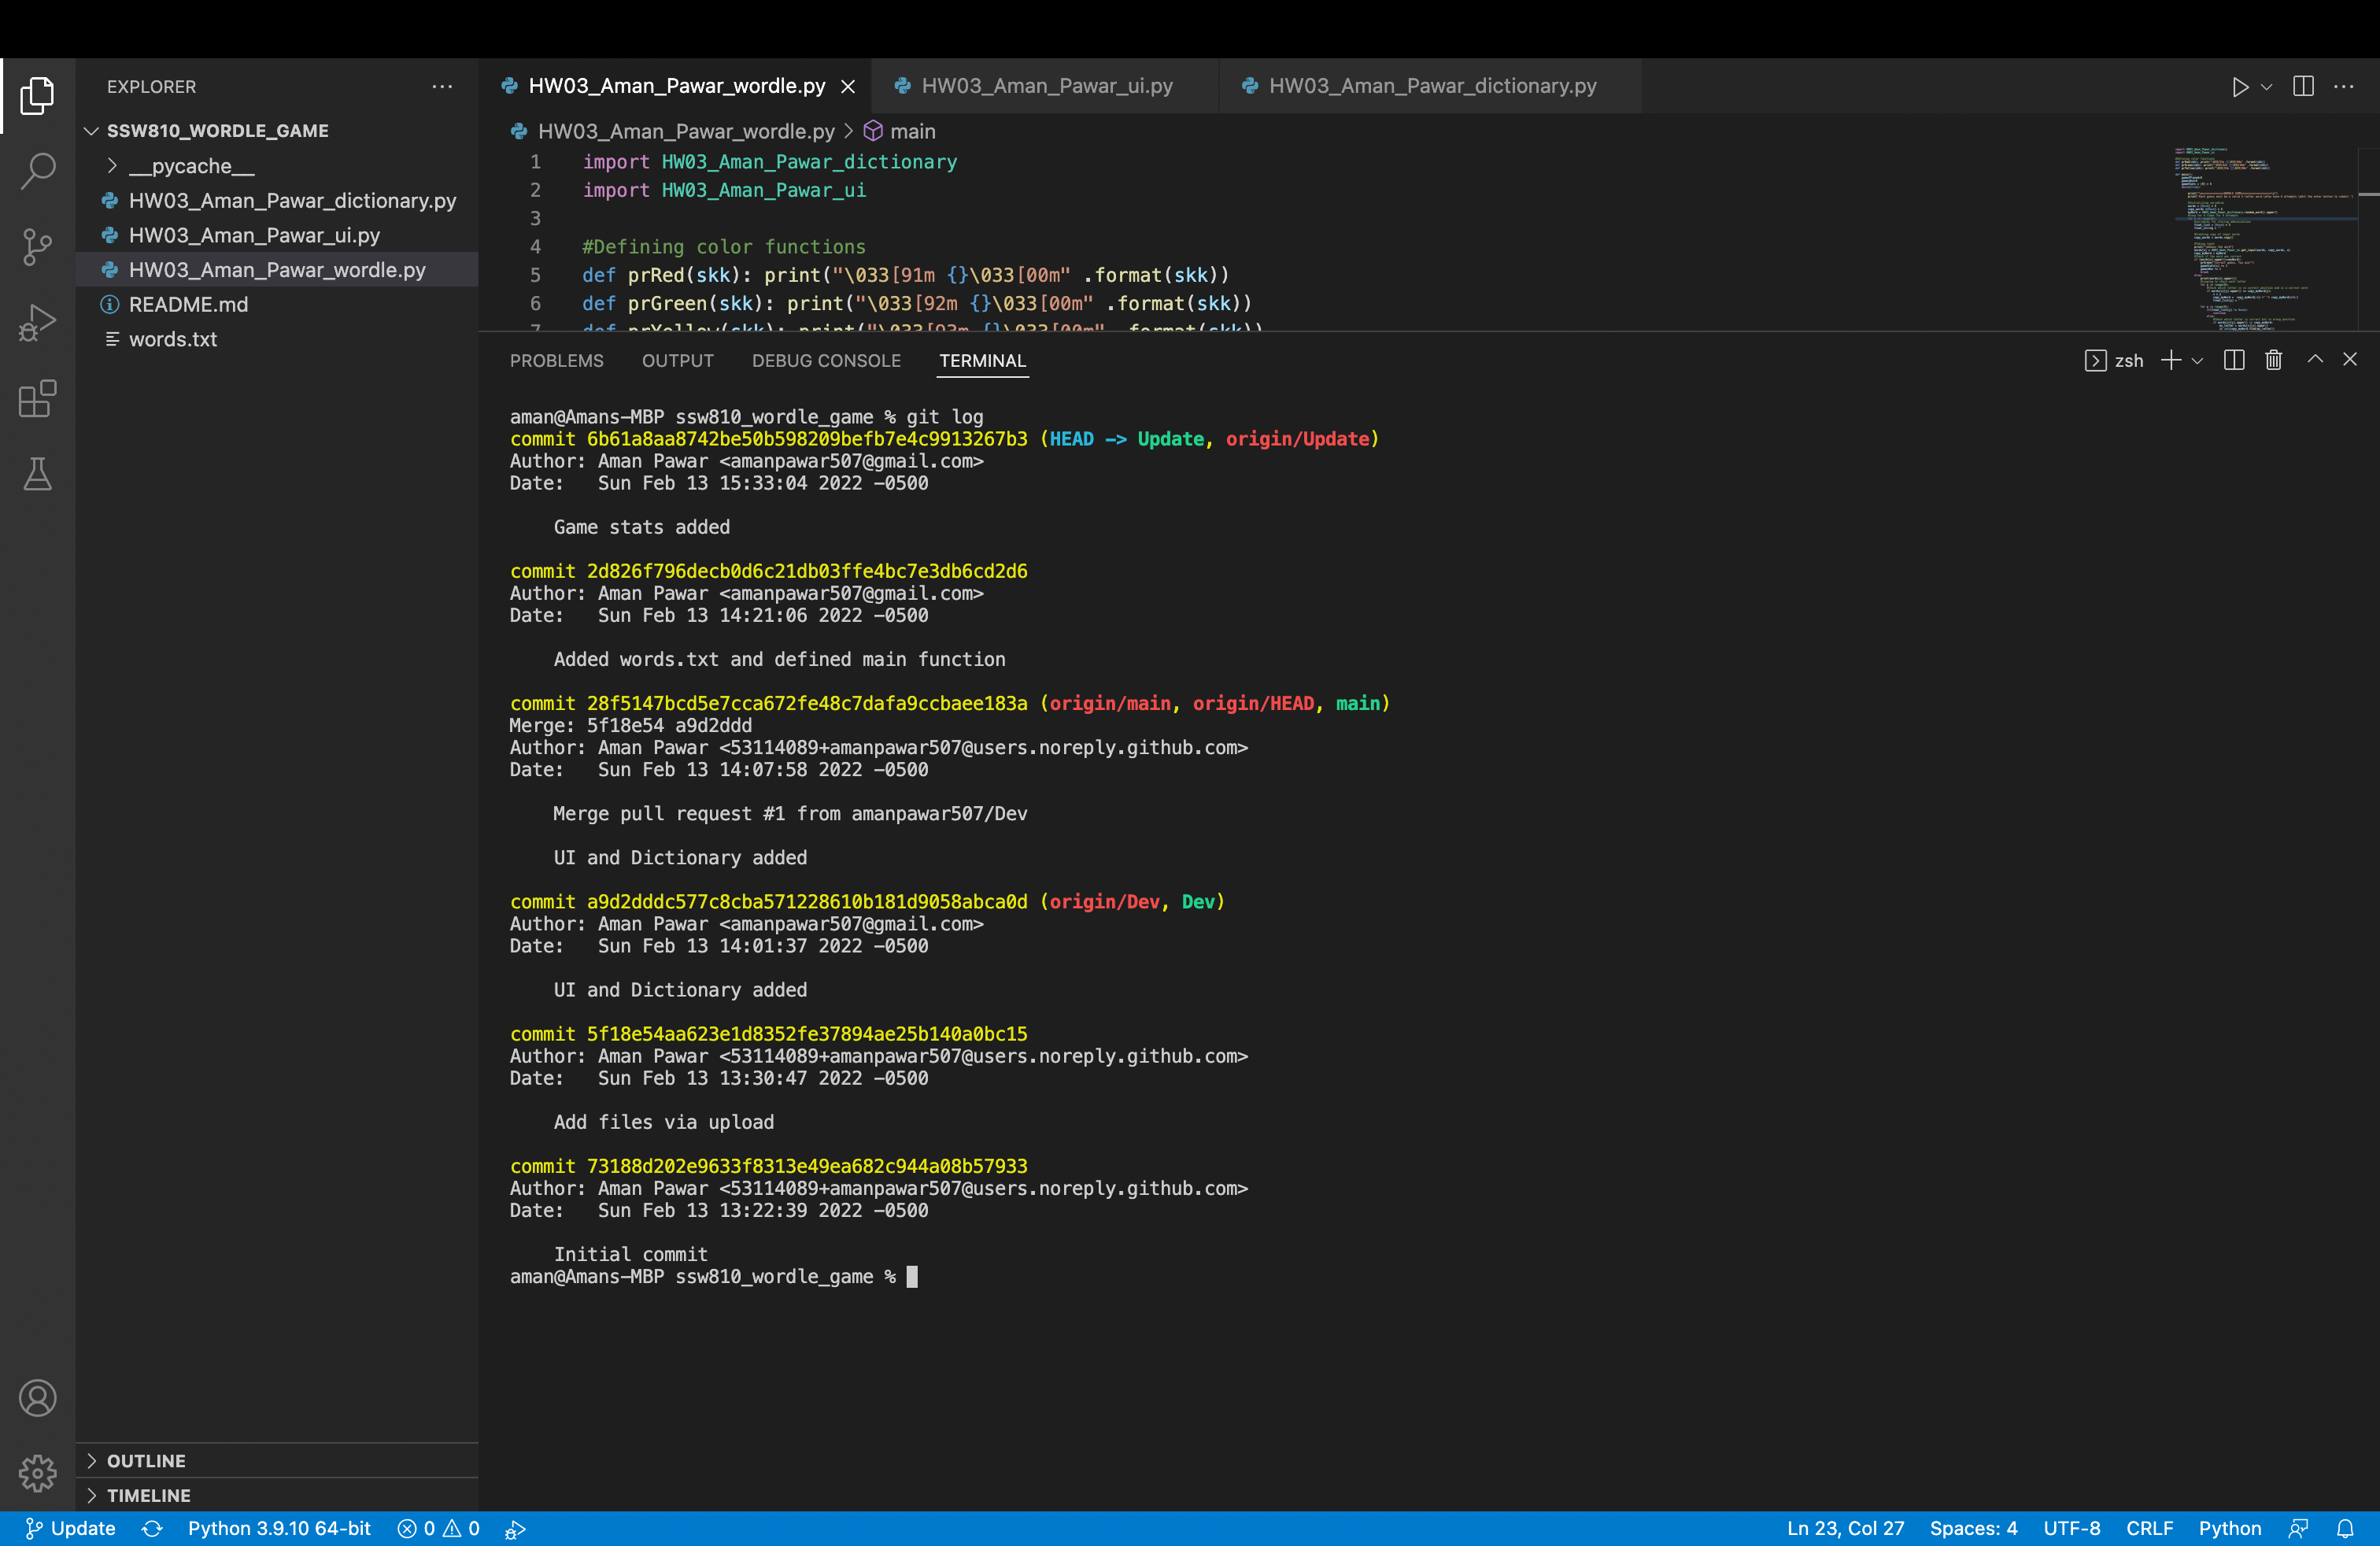 EXPLORER
SSW810_WORDLE_GAME
__pycache__
HW03_Aman_Pawar_dictionary.py
HW03_Aman_Pawar_ui.py
HW03_Aman_Pawar_wordle.py
README.md
words.txt
OUTLINE
TIMELINE
HW03_Aman_Pawar_wordle.py HW03_Aman_Pawar_ui.py HW03_Aman_Pawar_dictionary.py
HW03_Aman_Pawar_wordle.py > main
1 import HW03_Aman_Pawar_dictionary
2 import HW03_Aman_Pawar_ui
3
4 #Defining color functions
5 def prRed(skk): print("\033[91m {}\033[00m" .format(skk))
6 def prGreen(skk): print("\033[92m {}\033[00m" .format(skk))
7 def prYellow(skk): print("\033[93m {}\033[00m" .format(skk))
PROBLEMS OUTPUT DEBUG CONSOLE TERMINAL zsh
aman@Amans-MBP ssw810_wordle_game % git log
commit 6b61a8aa8742be50b598209befb7e4c9913267b3 (HEAD -> Update, origin/Update)
Author: Aman Pawar <amanpawar507@gmail.com>
Date:   Sun Feb 13 15:33:04 2022 -0500
Game stats added
commit 2d826f796decb0d6c21db03ffe4bc7e3db6cd2d6
Author: Aman Pawar <amanpawar507@gmail.com>
Date:   Sun Feb 13 14:21:06 2022 -0500
Added words.txt and defined main function
commit 28f5147bcd5e7cca672fe48c7dafa9ccbaee183a (origin/main, origin/HEAD, main)
Merge: 5f18e54 a9d2ddd
Author: Aman Pawar <53114089+amanpawar507@users.noreply.github.com>
Date:   Sun Feb 13 14:07:58 2022 -0500
Merge pull request #1 from amanpawar507/Dev
UI and Dictionary added
commit a9d2dddc577c8cba571228610b181d9058abca0d (origin/Dev, Dev)
Author: Aman Pawar <amanpawar507@gmail.com>
Date:   Sun Feb 13 14:01:37 2022 -0500
UI and Dictionary added
commit 5f18e54aa623e1d8352fe37894ae25b140a0bc15
Author: Aman Pawar <53114089+amanpawar507@users.noreply.github.com>
Date:   Sun Feb 13 13:30:47 2022 -0500
Add files via upload
commit 73188d202e9633f8313e49ea682c944a08b57933
Author: Aman Pawar <53114089+amanpawar507@users.noreply.github.com>
Date:   Sun Feb 13 13:22:39 2022 -0500
Initial commit
aman@Amans-MBP ssw810_wordle_game %
Update Python 3.9.10 64-bit 0 0 Ln 23, Col 27 Spaces: 4 UTF-8 CRLF Python